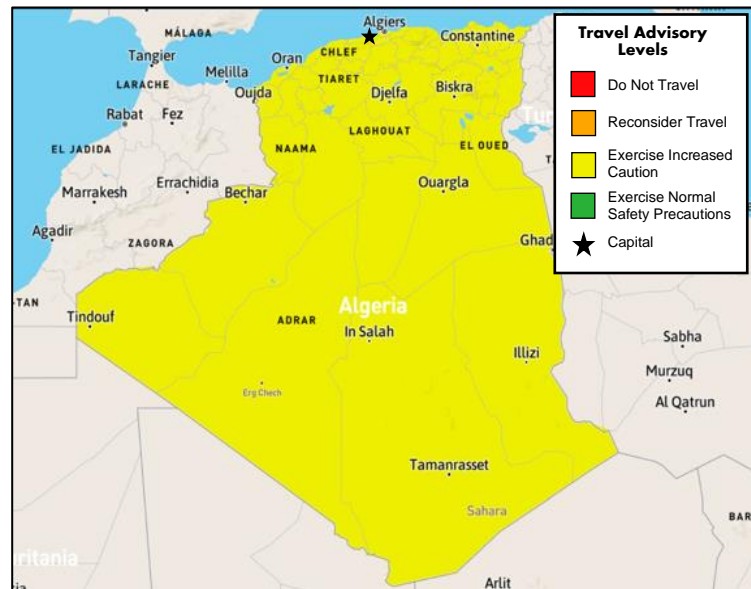 MÁLAGA
Algiers
Constantine
Tangier
Oran
CHLEF
Melilla
TIARET
LARACHE
Oujda
Djelfa
Biskra
Rabat
Fez
LAGHOUAT
EL JADIDA
NAAMA
EL OUED
Errachidia
Ouargla
Marrakesh
Bechar
Agadir
ZAGORA
Ghad
-TAN
Algeria
Tindouf
ADRAR
In Salah
Sabha
Illizi
Murzuq
Erg Chech
Al Qatrun
Tamanrasset
Sahara
BAR
ritania
Arlit
Travel Advisory
Levels
Do Not Travel
Reconsider Travel
Exercise Increased
Caution
Exercise Normal
Safety Precautions
Capital